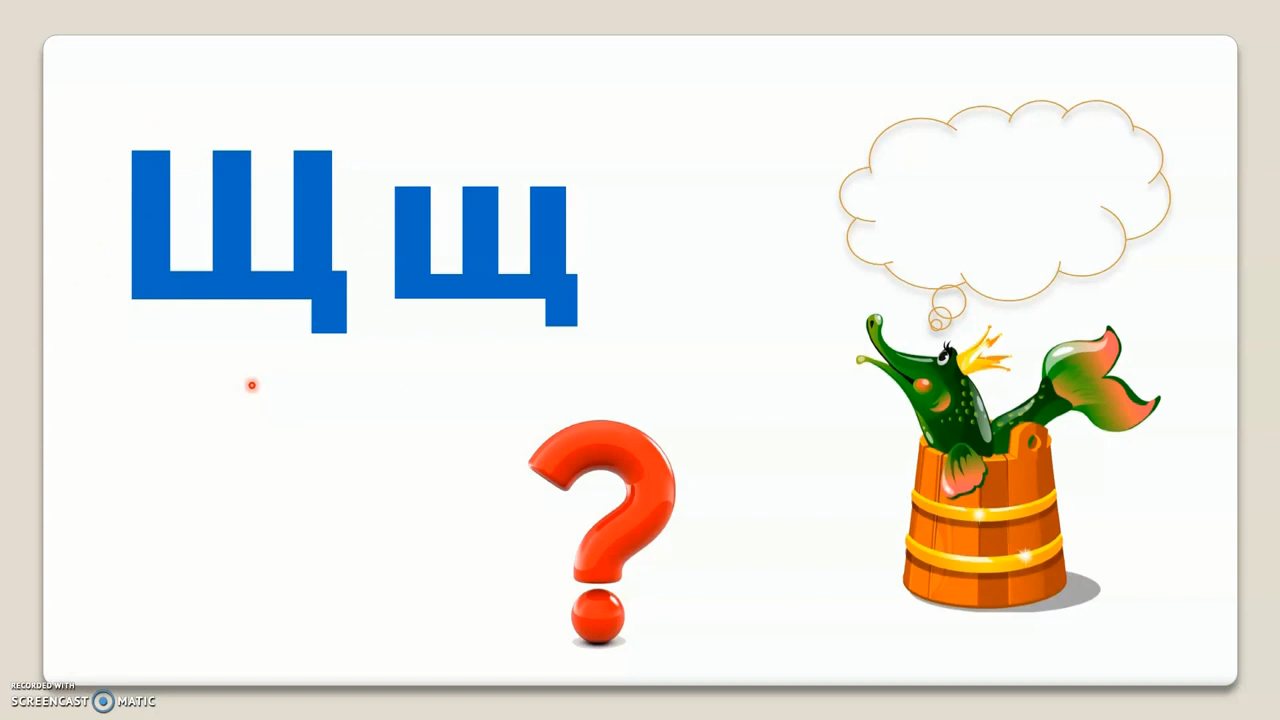 Щ щ
?
RECORDED WITH
SCREENCAST MATIC